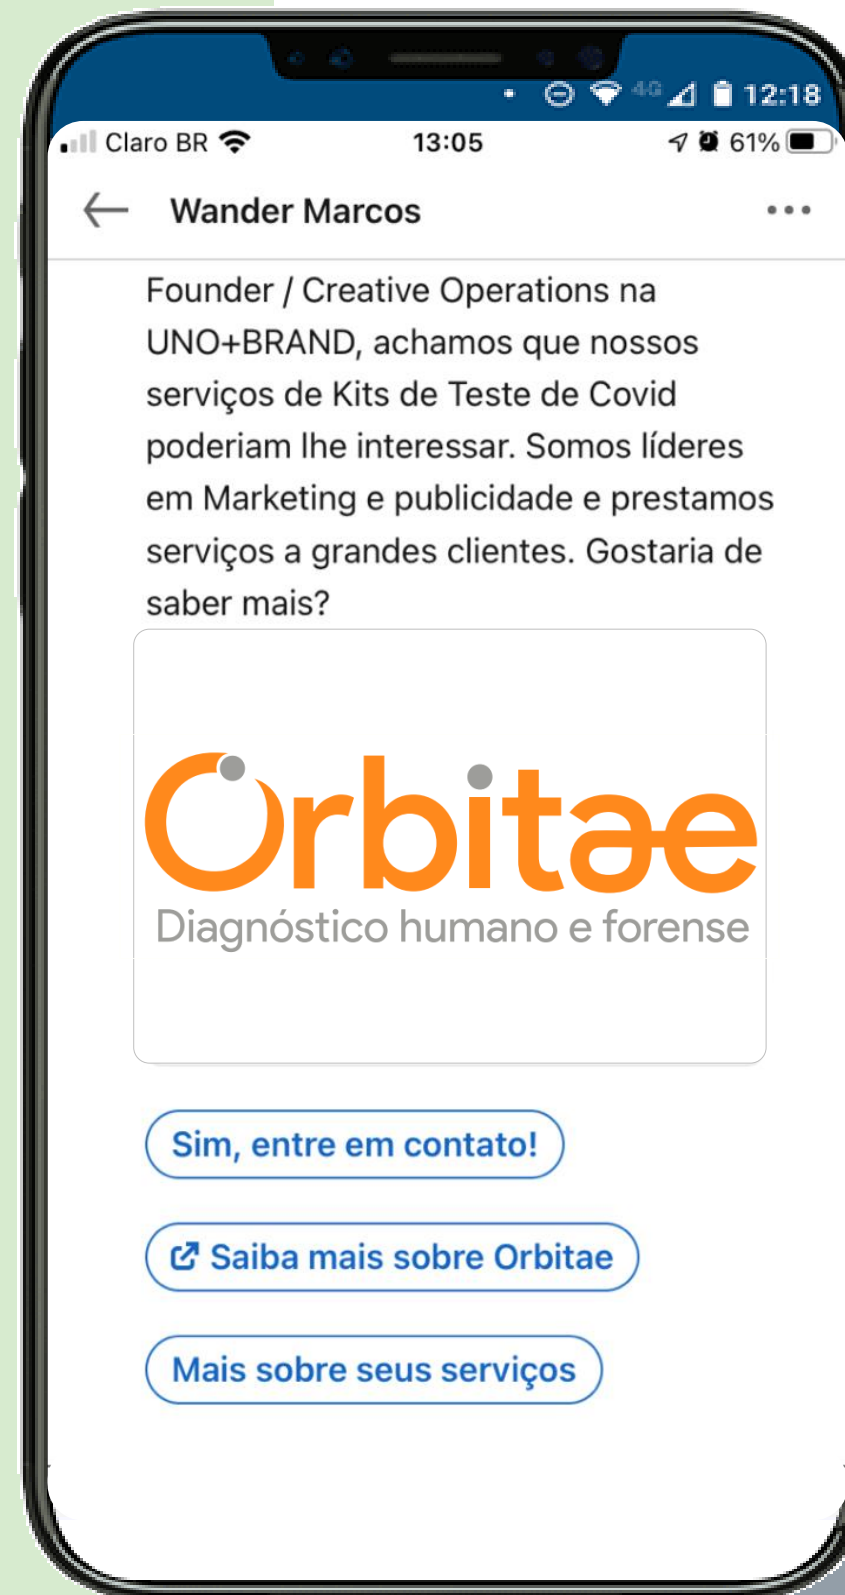 4G 12:18
Claro BR 13:05 61%
Wander Marcos
Founder / Creative Operations na
UNO+BRAND, achamos que nossos
serviços de Kits de Teste de Covid
poderiam lhe interessar. Somos líderes
em Marketing e publicidade e prestamos
serviços a grandes clientes. Gostaria de
saber mais?
Orbitae
Diagnóstico humano e forense
Sim, entre em contato!
Saiba mais sobre Orbitae
Mais sobre seus serviços